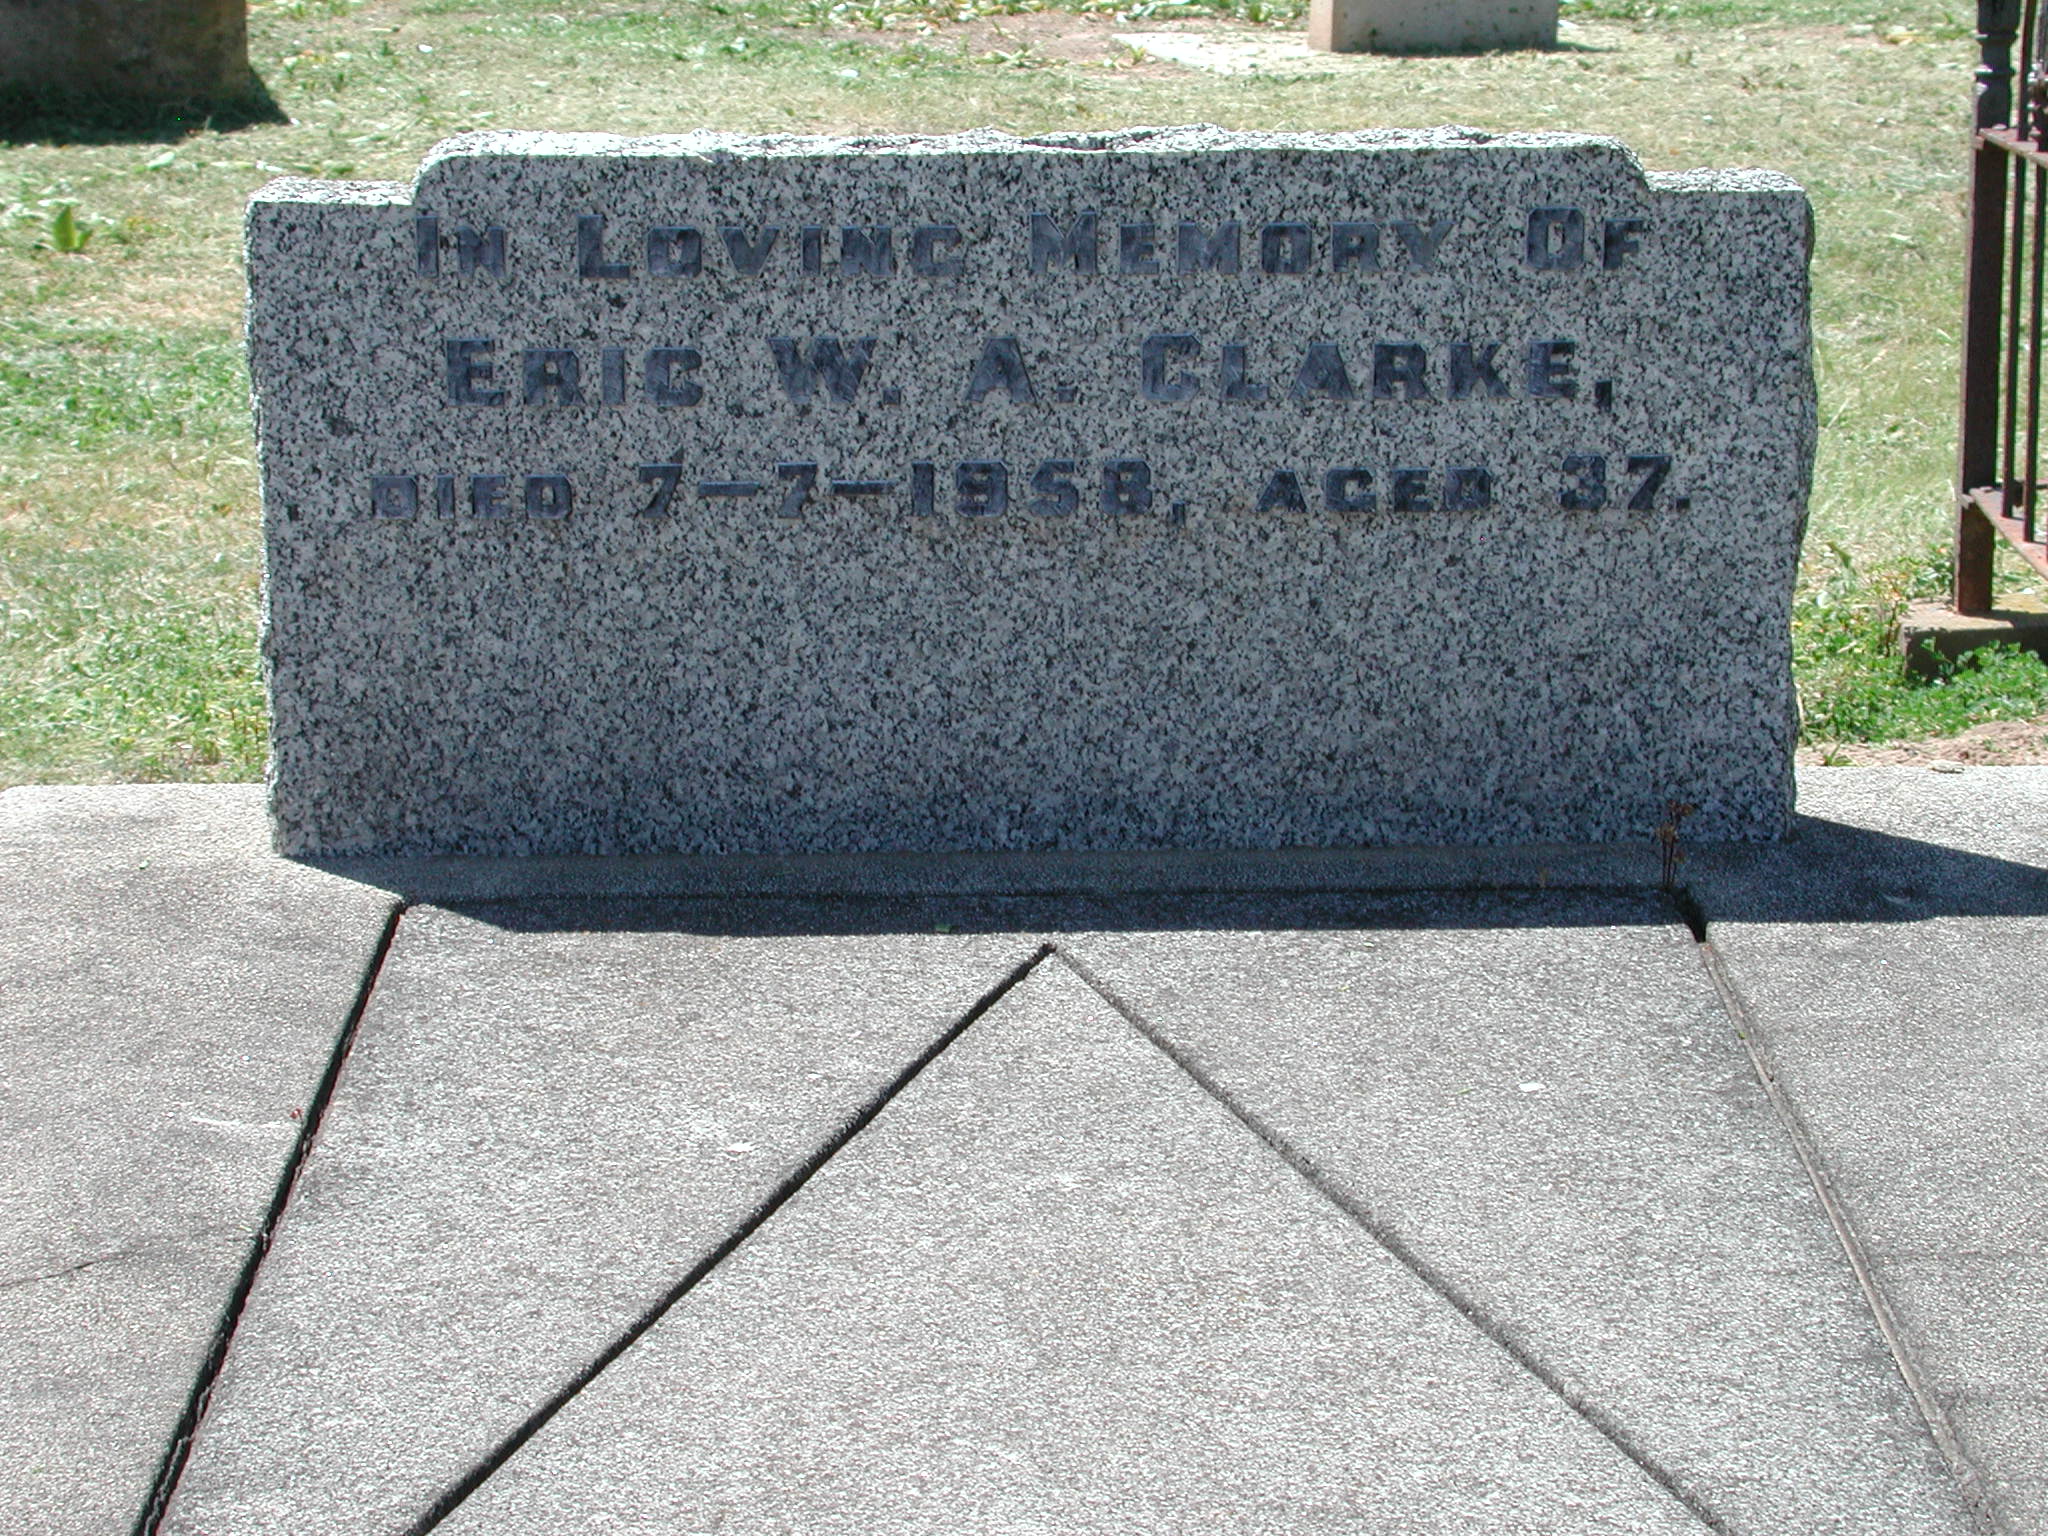 In Loving Memory Of
Eric W. A. Clarke,
died 7-7-1958, aged 37.